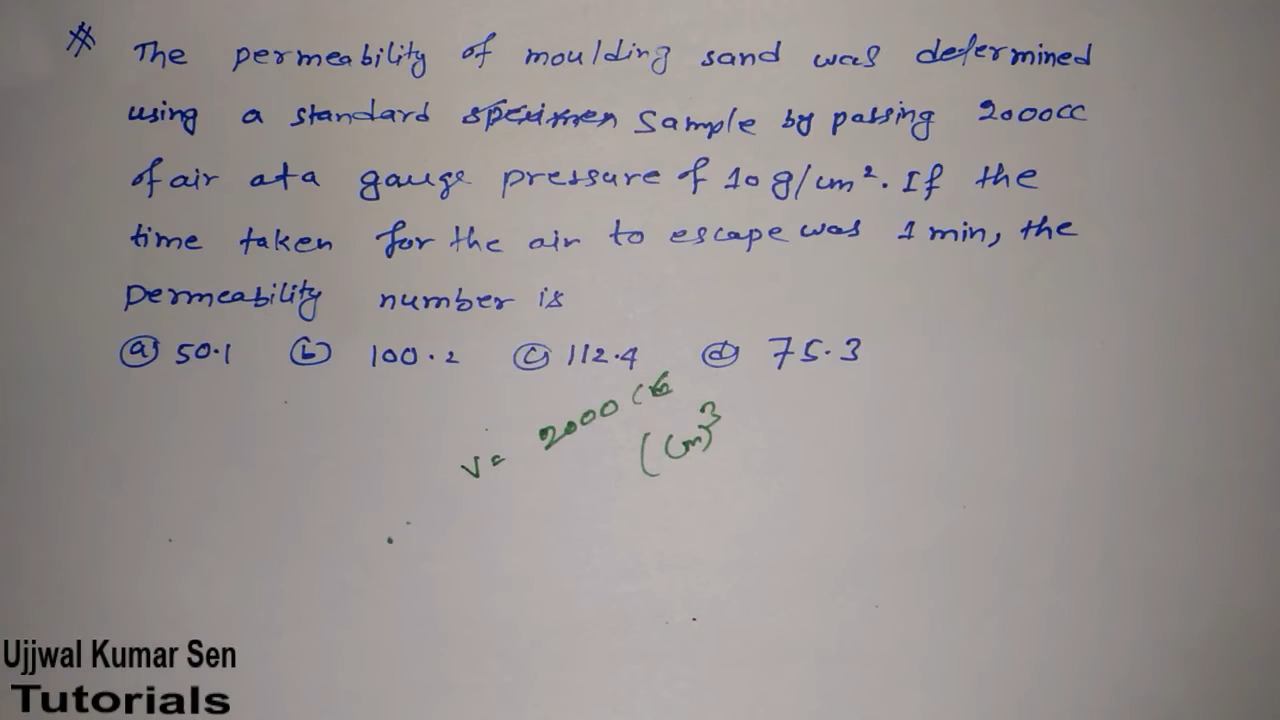 The permeability of moulding sand was determined
using a standard specimen sample by passing 2000cc
of air at a gauge pressure of 10 g/cm². If the
time taken for the air to escape was 1 min, the
permeability number is
(a) 50.1 (b) 100.2 (c) 112.4 (d) 75.3
V = 2000 cc
(cm)³
Ujjwal Kumar Sen
Tutorials